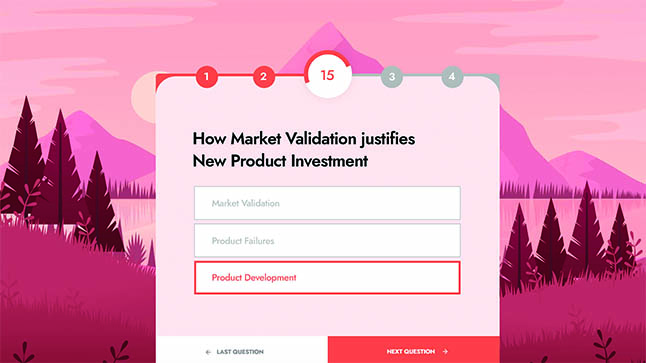 1 2 15 3 4
How Market Validation justifies
New Product Investment
Market Validation
Product Failures
Product Development
← LAST QUESTION
NEXT QUESTION →